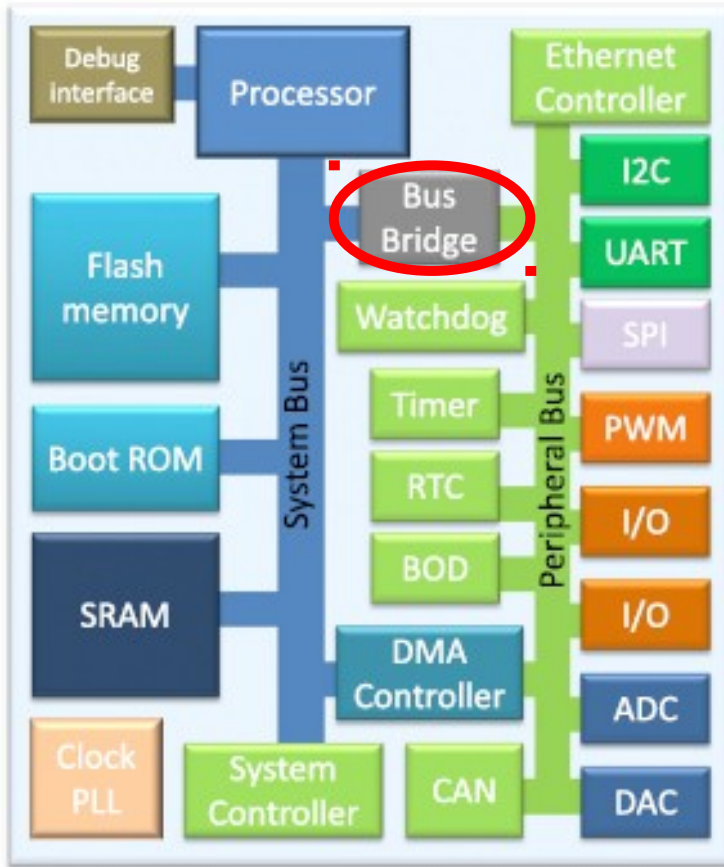 Debug
interface
Processor
Ethernet
Controller
Bus
Bridge
I2C
Flash
memory
UART
Watchdog
SPI
System Bus
Peripheral Bus
Timer
PWM
Boot ROM
RTC
I/O
BOD
SRAM
I/O
DMA
Controller
ADC
Clock
PLL
System
Controller
CAN
DAC